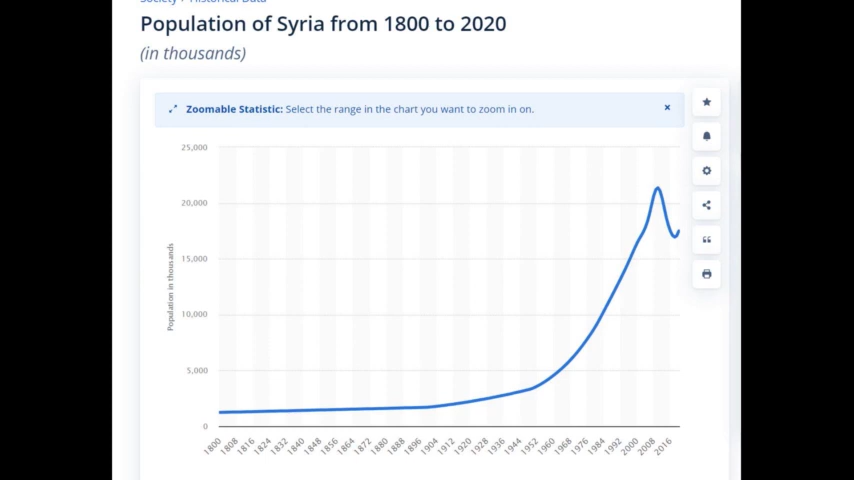 Society › Historical Data
Population of Syria from 1800 to 2020
(in thousands)
Zoomable Statistic: Select the range in the chart you want to zoom in on.
×
25,000
20,000
15,000
10,000
5,000
0
Population in thousands
1800 1808 1816 1824 1832 1840 1848 1856 1864 1872 1880 1888 1896 1904 1912 1920 1928 1936 1944 1952 1960 1968 1976 1984 1992 2000 2008 2016